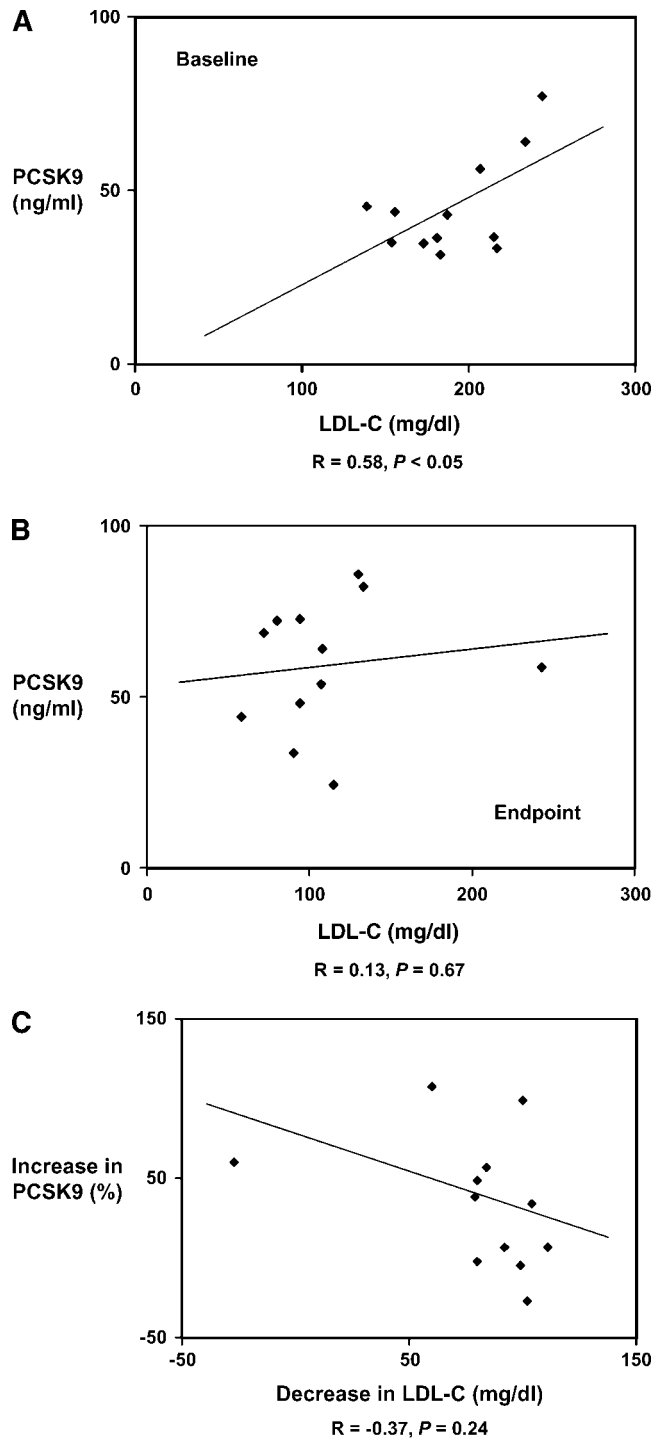 A
100
Baseline
PCSK9
(ng/ml)
50
0
0 100 200 300
LDL-C (mg/dl)
R = 0.58, P < 0.05
B
100
PCSK9
(ng/ml)
50
Endpoint
0
0 100 200 300
LDL-C (mg/dl)
R = 0.13, P = 0.67
C
150
Increase in
PCSK9 (%)
50
-50
-50 50 150
Decrease in LDL-C (mg/dl)
R = -0.37, P = 0.24